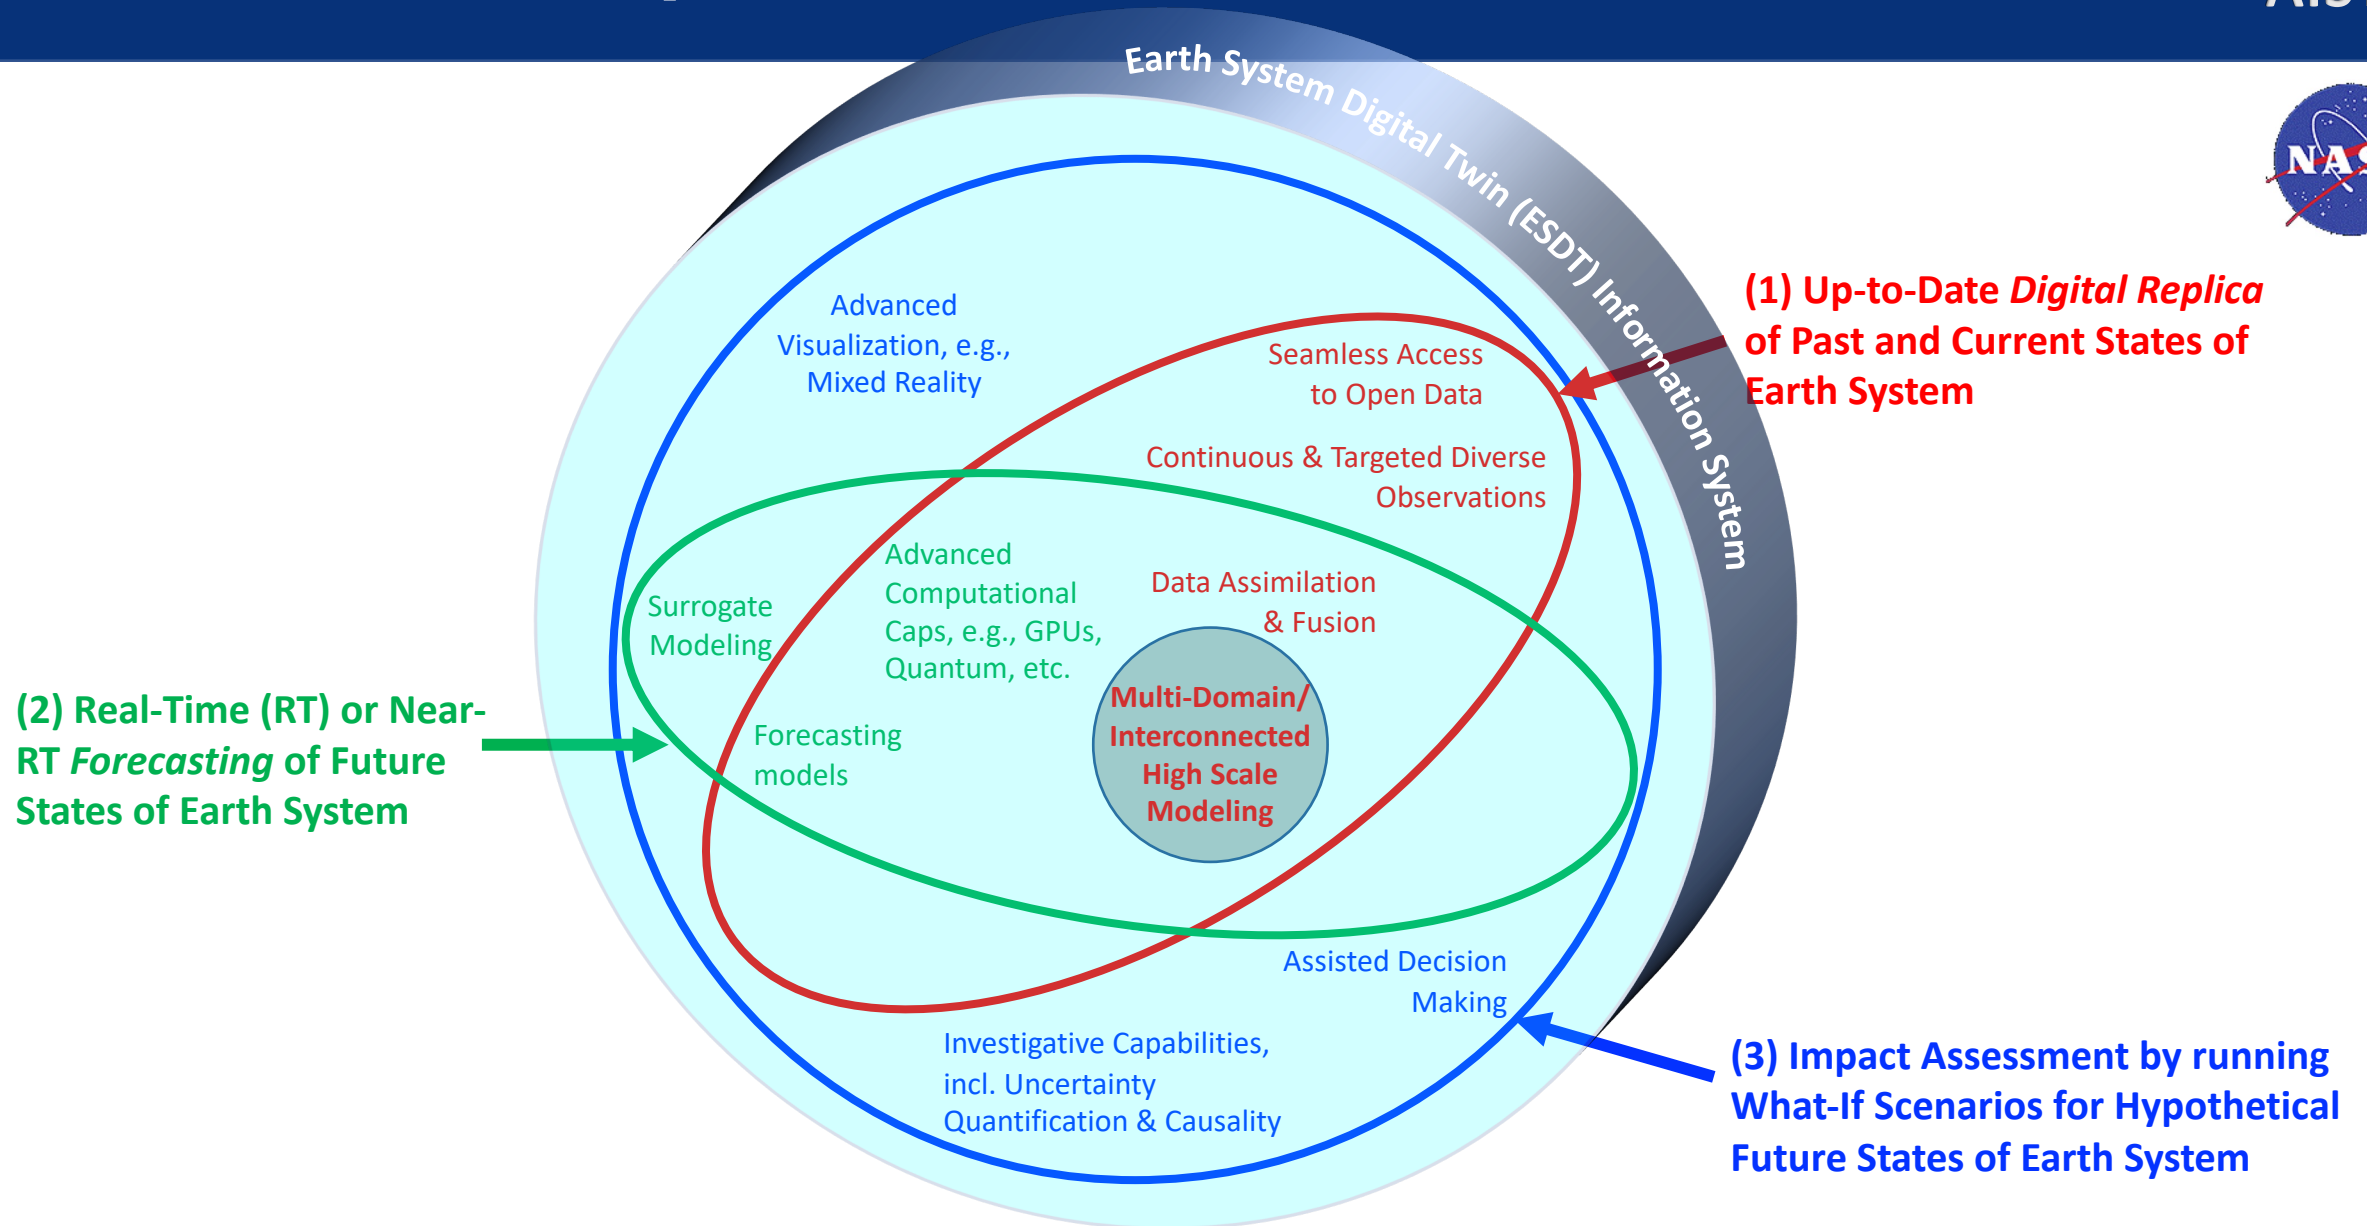 Earth System Digital Twin (ESDT) Information System
(1) Up-to-Date Digital Replica
of Past and Current States of
Earth System
Advanced
Visualization, e.g.,
Mixed Reality
Seamless Access
to Open Data
Continuous & Targeted Diverse
Observations
Advanced
Computational
Caps, e.g., GPUs,
Quantum, etc.
Data Assimilation
& Fusion
Surrogate
Modeling
Multi-Domain/
Interconnected
High Scale
Modeling
(2) Real-Time (RT) or Near-
RT Forecasting of Future
States of Earth System
Forecasting
models
Assisted Decision
Making
Investigative Capabilities,
incl. Uncertainty
Quantification & Causality
(3) Impact Assessment by running
What-If Scenarios for Hypothetical
Future States of Earth System